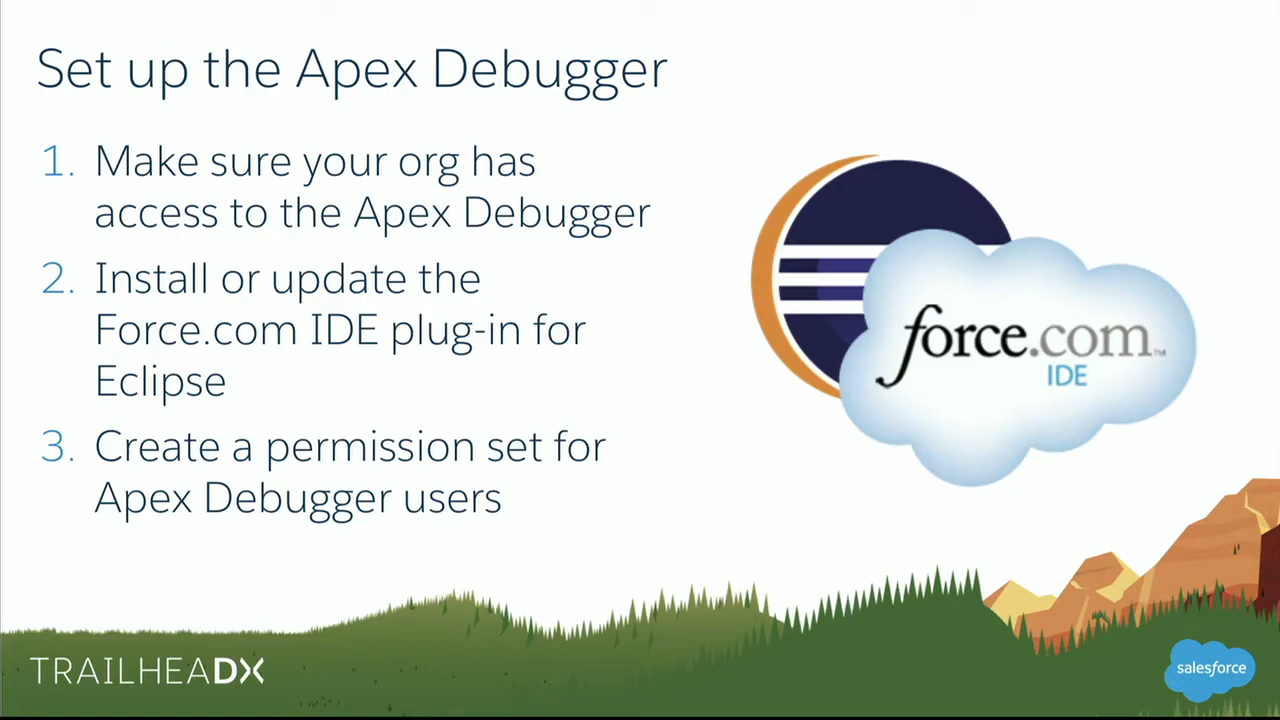 Set up the Apex Debugger
1. Make sure your org has
access to the Apex Debugger
2. Install or update the
Force.com IDE plug-in for
Eclipse
3. Create a permission set for
Apex Debugger users
force.com™
IDE
TRAILHEADX
salesforce